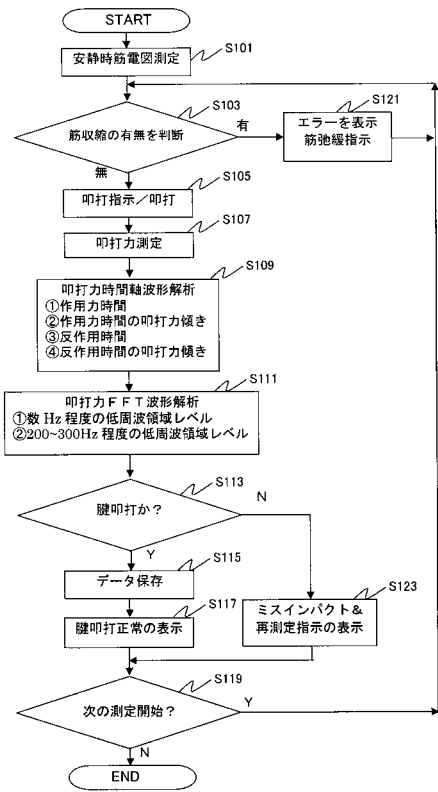 START
S101
安静時筋電図測定
S103
筋収縮の有無を判断
有
無
S121
エラーを表示
筋弛緩指示
S105
叩打指示／叩打
S107
叩打力測定
S109
叩打力時間軸波形解析
①作用力時間
②作用力時間の叩打力傾き
③反作用時間
④反作用時間の叩打力傾き
S111
叩打力ＦＦＴ波形解析
①数 Hz 程度の低周波領域レベル
②200~300Hz 程度の低周波領域レベル
S113
腱叩打か？
N
Y
S115
データ保存
S117
腱叩打正常の表示
S123
ミスインパクト＆
再測定指示の表示
S119
次の測定開始？
Y
N
END